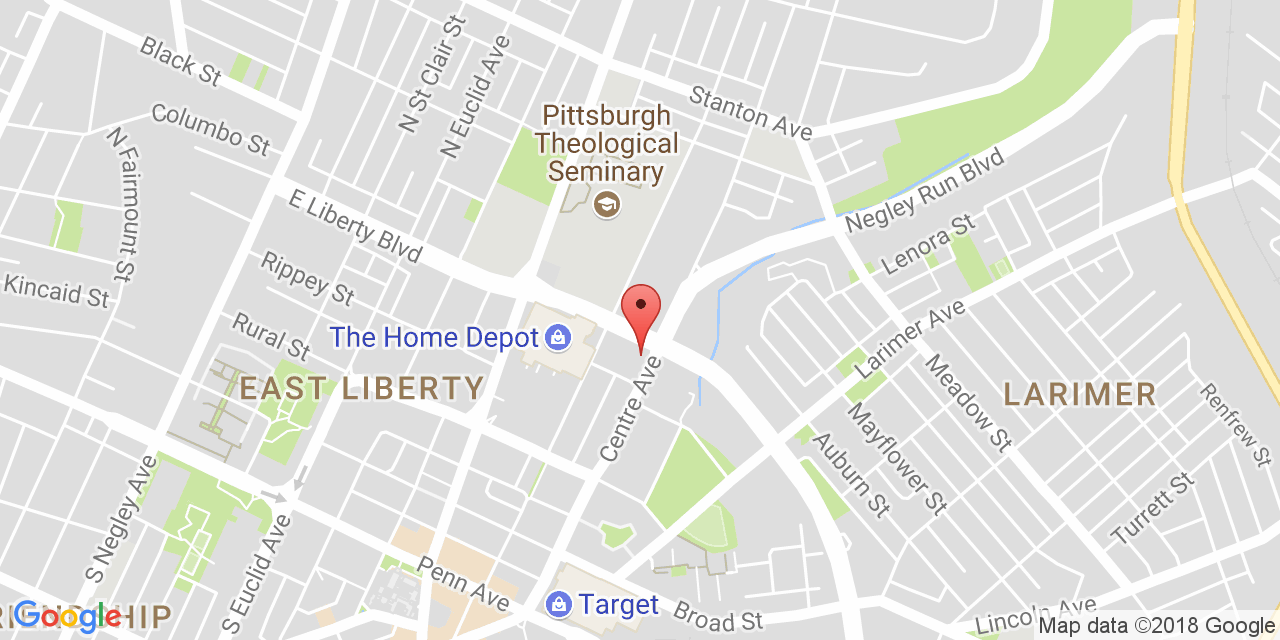 Black St
N St Clair St
N Euclid Ave
Stanton Ave
Columbo St
Pittsburgh
Theological
Seminary
N Fairmount St
E Liberty Blvd
Negley Run Blvd
Lenora St
Rippey St
Kincaid St
Rural St
The Home Depot
Larimer Ave
EAST LIBERTY
Centre Ave
LARIMER
Meadow St
Renfrew St
Mayflower St
Auburn St
Turrett St
S Negley Ave
S Euclid Ave
Penn Ave
Target
Broad St
Lincoln Ave
Google
Map data ©2018 Google